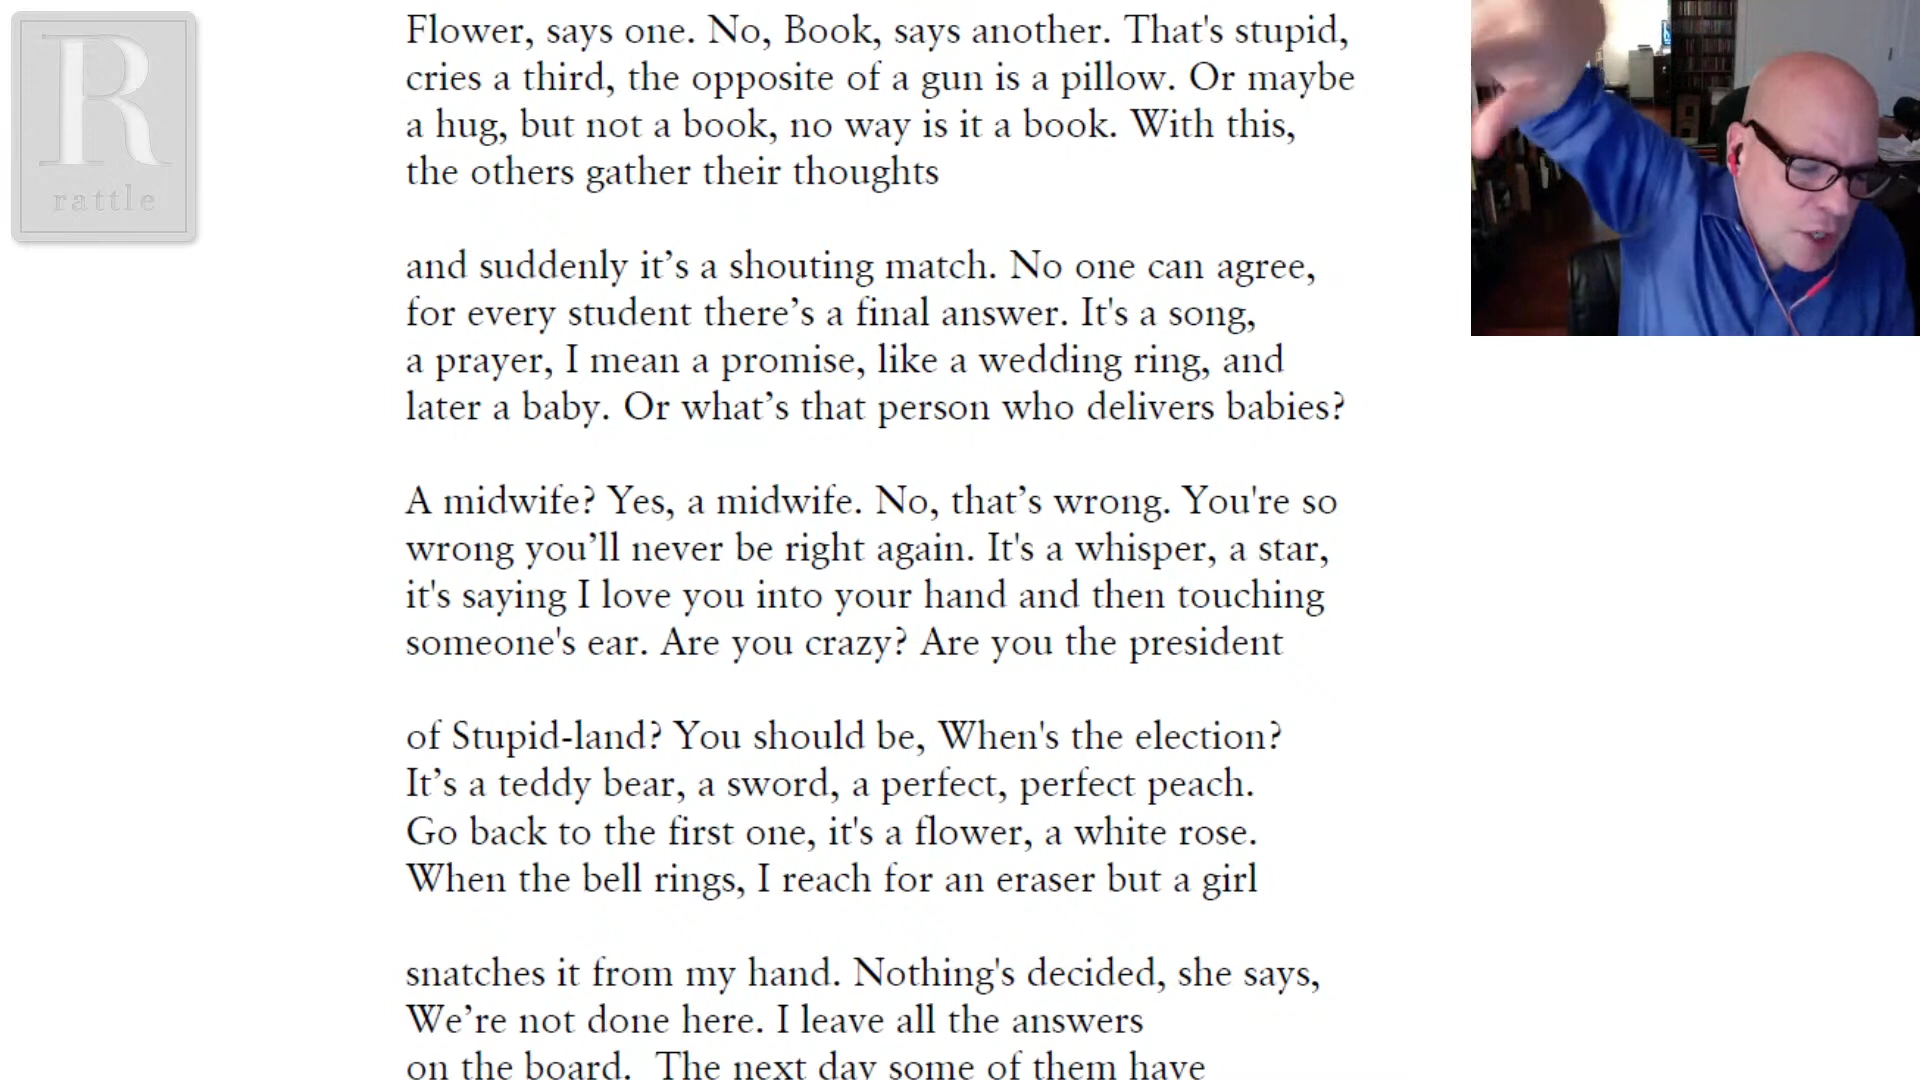 R
rattle
Flower, says one. No, Book, says another. That's stupid,
cries a third, the opposite of a gun is a pillow. Or maybe
a hug, but not a book, no way is it a book. With this,
the others gather their thoughts
and suddenly it’s a shouting match. No one can agree,
for every student there’s a final answer. It's a song,
a prayer, I mean a promise, like a wedding ring, and
later a baby. Or what’s that person who delivers babies?
A midwife? Yes, a midwife. No, that’s wrong. You're so
wrong you’ll never be right again. It's a whisper, a star,
it's saying I love you into your hand and then touching
someone's ear. Are you crazy? Are you the president
of Stupid-land? You should be, When's the election?
It’s a teddy bear, a sword, a perfect, perfect peach.
Go back to the first one, it's a flower, a white rose.
When the bell rings, I reach for an eraser but a girl
snatches it from my hand. Nothing's decided, she says,
We’re not done here. I leave all the answers
on the board.  The next day some of them have